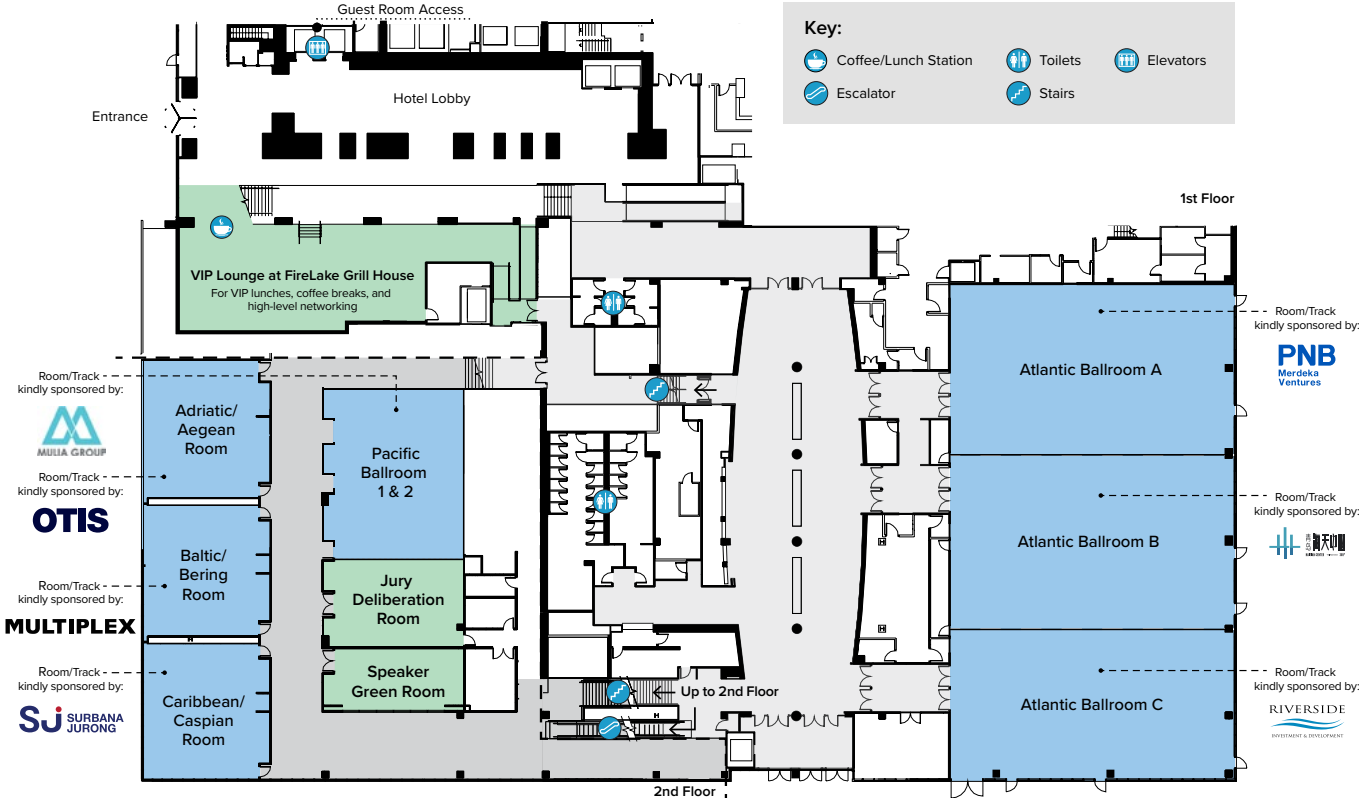 Guest Room Access
Key:
Coffee/Lunch Station
Toilets
Elevators
Escalator
Stairs
Hotel Lobby
Entrance
1st Floor
VIP Lounge at FireLake Grill House
For VIP lunches, coffee breaks, and
high-level networking
Room/Track
kindly sponsored by:
PNB
Merdeka
Ventures
Atlantic Ballroom A
Room/Track
kindly sponsored by:
MULIA GROUP
Adriatic/
Aegean
Room
Pacific
Ballroom
1 & 2
Room/Track
kindly sponsored by:
OTIS
Room/Track
kindly sponsored by:
Atlantic Ballroom B
Baltic/
Bering
Room
Room/Track
kindly sponsored by:
MULTIPLEX
Jury
Deliberation
Room
Speaker
Green Room
Room/Track
kindly sponsored by:
SJ SURBANA
JURONG
Caribbean/
Caspian
Room
Up to 2nd Floor
Atlantic Ballroom C
Room/Track
kindly sponsored by:
RIVERSIDE
INVESTMENT & DEVELOPMENT
2nd Floor